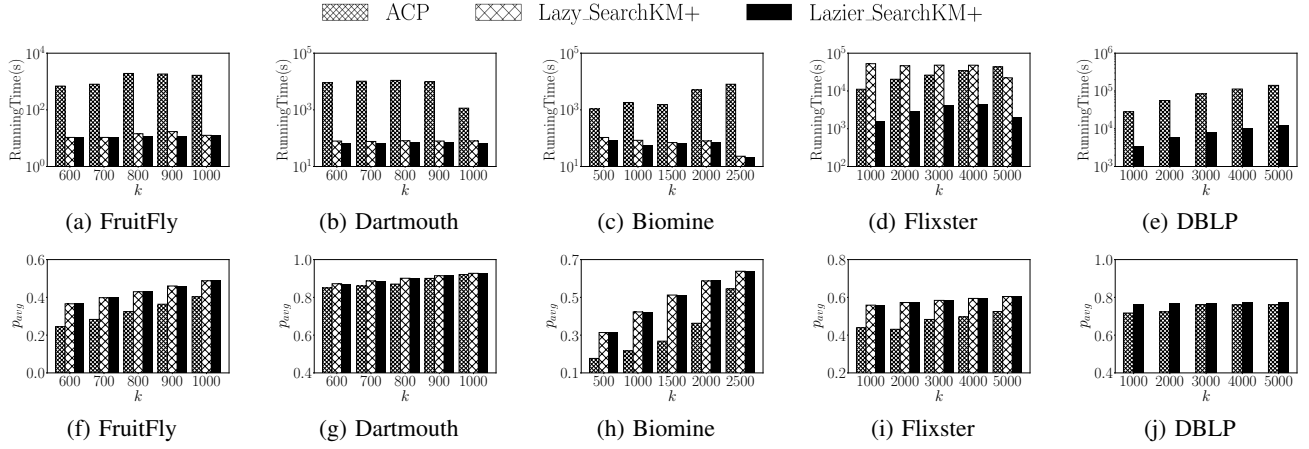 ACP Lazy_SearchKM+ Lazier_SearchKM+
RunningTime(s)
10^4
10^2
10^0
600 700 800 900 1000
k
(a) FruitFly
RunningTime(s)
10^5
10^3
10^1
600 700 800 900 1000
k
(b) Dartmouth
RunningTime(s)
10^5
10^3
10^1
500 1000 1500 2000 2500
k
(c) Biomine
RunningTime(s)
10^5
10^4
10^3
10^2
1000 2000 3000 4000 5000
k
(d) Flixster
RunningTime(s)
10^6
10^5
10^4
10^3
1000 2000 3000 4000 5000
k
(e) DBLP
p_avg
0.6
0.4
0.2
0.0
600 700 800 900 1000
k
(f) FruitFly
p_avg
1.0
0.8
0.6
0.4
600 700 800 900 1000
k
(g) Dartmouth
p_avg
0.7
0.5
0.3
0.1
500 1000 1500 2000 2500
k
(h) Biomine
p_avg
0.8
0.6
0.4
0.2
1000 2000 3000 4000 5000
k
(i) Flixster
p_avg
1.0
0.8
0.6
0.4
1000 2000 3000 4000 5000
k
(j) DBLP